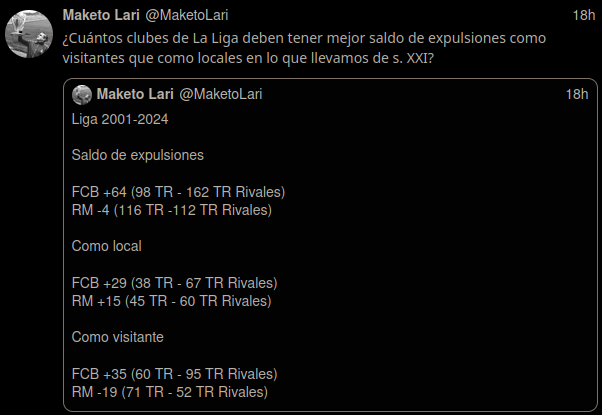 Maketo Lari @MaketoLari 18h
¿Cuántos clubes de La Liga deben tener mejor saldo de expulsiones como
visitantes que como locales en lo que llevamos de s. XXI?
Maketo Lari @MaketoLari 18h
Liga 2001-2024
Saldo de expulsiones
FCB +64 (98 TR - 162 TR Rivales)
RM -4 (116 TR -112 TR Rivales)
Como local
FCB +29 (38 TR - 67 TR Rivales)
RM +15 (45 TR - 60 TR Rivales)
Como visitante
FCB +35 (60 TR - 95 TR Rivales)
RM -19 (71 TR - 52 TR Rivales)